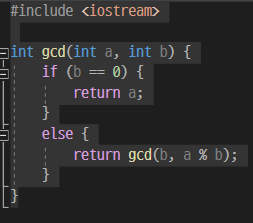 #include <iostream>
int gcd(int a, int b) {
    if (b == 0) {
        return a;
    }
    else {
        return gcd(b, a % b);
    }
}